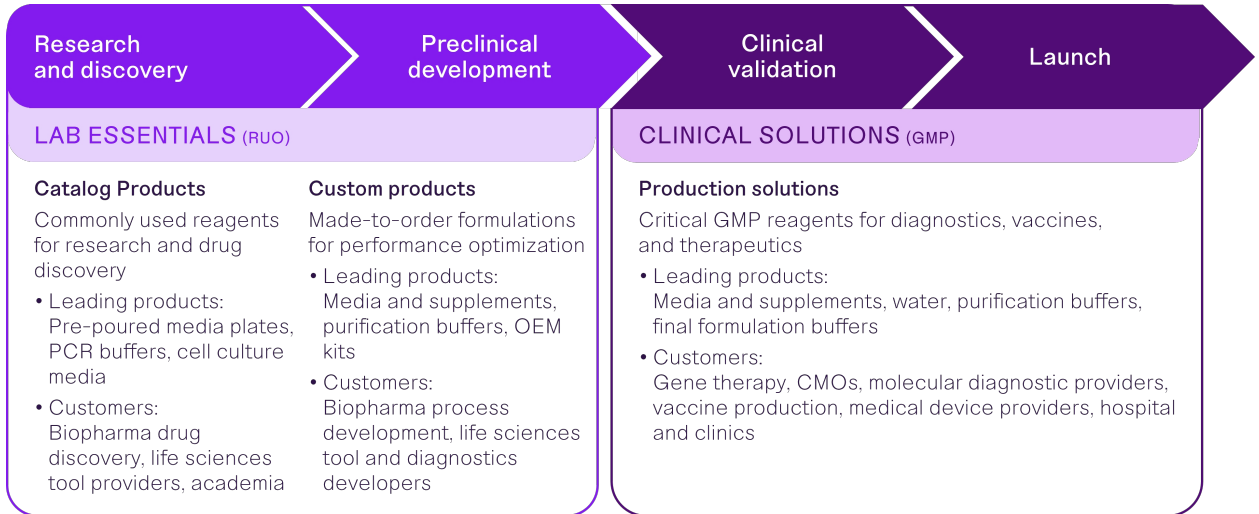 Research
and discovery
Preclinical
development
Clinical
validation
Launch
LAB ESSENTIALS (RUO)
CLINICAL SOLUTIONS (GMP)
Catalog Products
Commonly used reagents
for research and drug
discovery
• Leading products:
Pre-poured media plates,
PCR buffers, cell culture
media
• Customers:
Biopharma drug
discovery, life sciences
tool providers, academia
Custom products
Made-to-order formulations
for performance optimization
• Leading products:
Media and supplements,
purification buffers, OEM
kits
• Customers:
Biopharma process
development, life sciences
tool and diagnostics
developers
Production solutions
Critical GMP reagents for diagnostics, vaccines,
and therapeutics
• Leading products:
Media and supplements, water, purification buffers,
final formulation buffers
• Customers:
Gene therapy, CMOs, molecular diagnostic providers,
vaccine production, medical device providers, hospital
and clinics